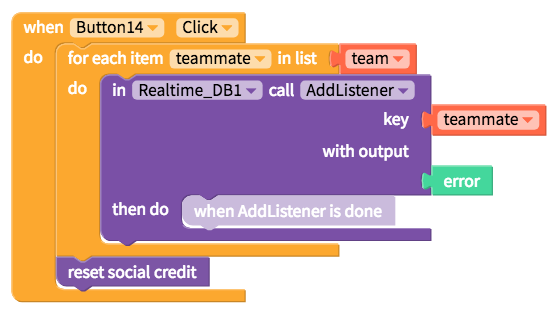 when Button14 Click
do for each item teammate in list team
do in Realtime_DB1 call AddListener
key teammate
with output
error
then do when AddListener is done
reset social credit